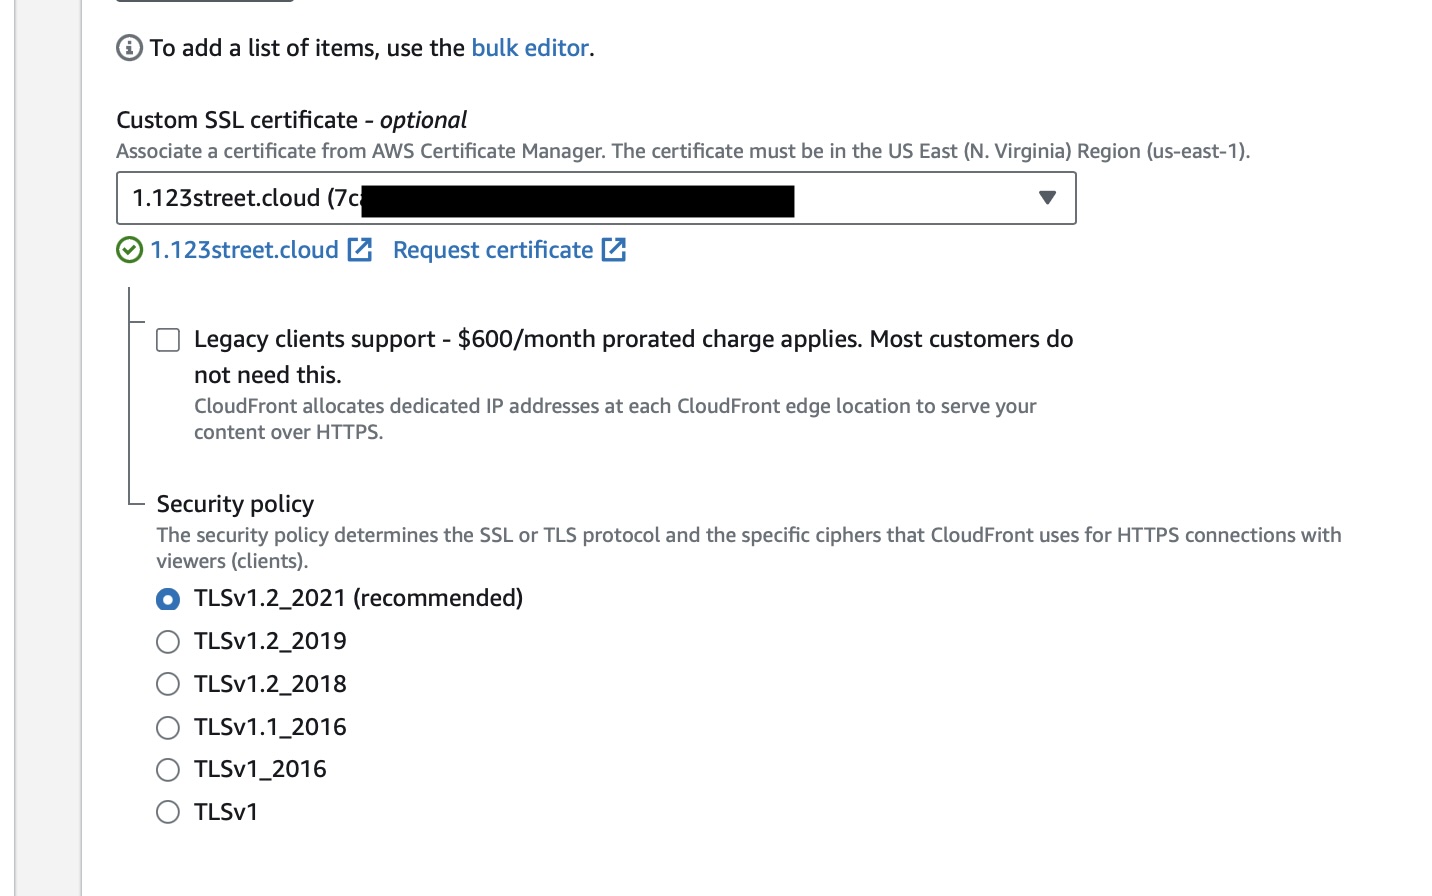 To add a list of items, use the bulk editor.
Custom SSL certificate - optional
Associate a certificate from AWS Certificate Manager. The certificate must be in the US East (N. Virginia) Region (us-east-1).
1.123street.cloud (7c
1.123street.cloud Request certificate
Legacy clients support - $600/month prorated charge applies. Most customers do
not need this.
CloudFront allocates dedicated IP addresses at each CloudFront edge location to serve your
content over HTTPS.
Security policy
The security policy determines the SSL or TLS protocol and the specific ciphers that CloudFront uses for HTTPS connections with
viewers (clients).
TLSv1.2_2021 (recommended)
TLSv1.2_2019
TLSv1.2_2018
TLSv1.1_2016
TLSv1_2016
TLSv1